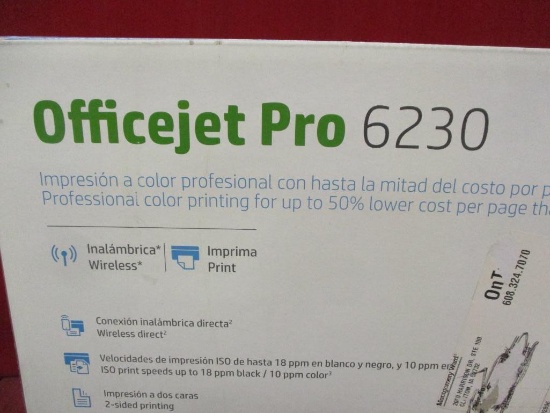 Officejet Pro 6230
Impresión a color profesional con hasta la mitad del costo por p
Professional color printing for up to 50% lower cost per page tha
Inalámbrica* Imprima
Wireless* Print
Conexión inalámbrica directa²
Wireless direct²
Velocidades de impresión ISO de hasta 18 ppm en blanco y negro, y 10 ppm en
ISO print speeds up to 18 ppm black / 10 ppm color³
Impresión a dos caras
2-sided printing
OnT
608.324.7070
Montgomery Ward